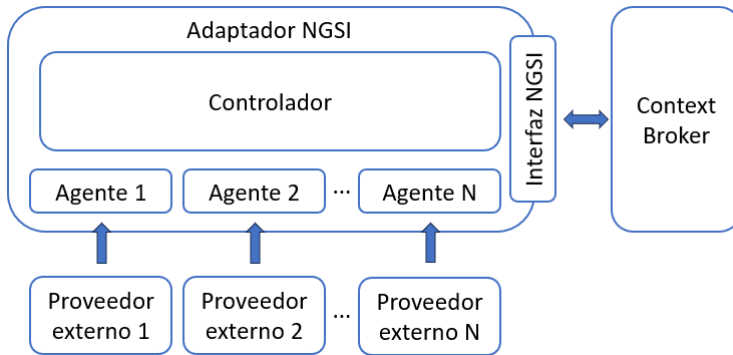 Adaptador NGSI
Controlador
Interfaz NGSI
Context
Broker
Agente 1
Agente 2
...
Agente N
Proveedor
externo 1
Proveedor
externo 2
...
Proveedor
externo N